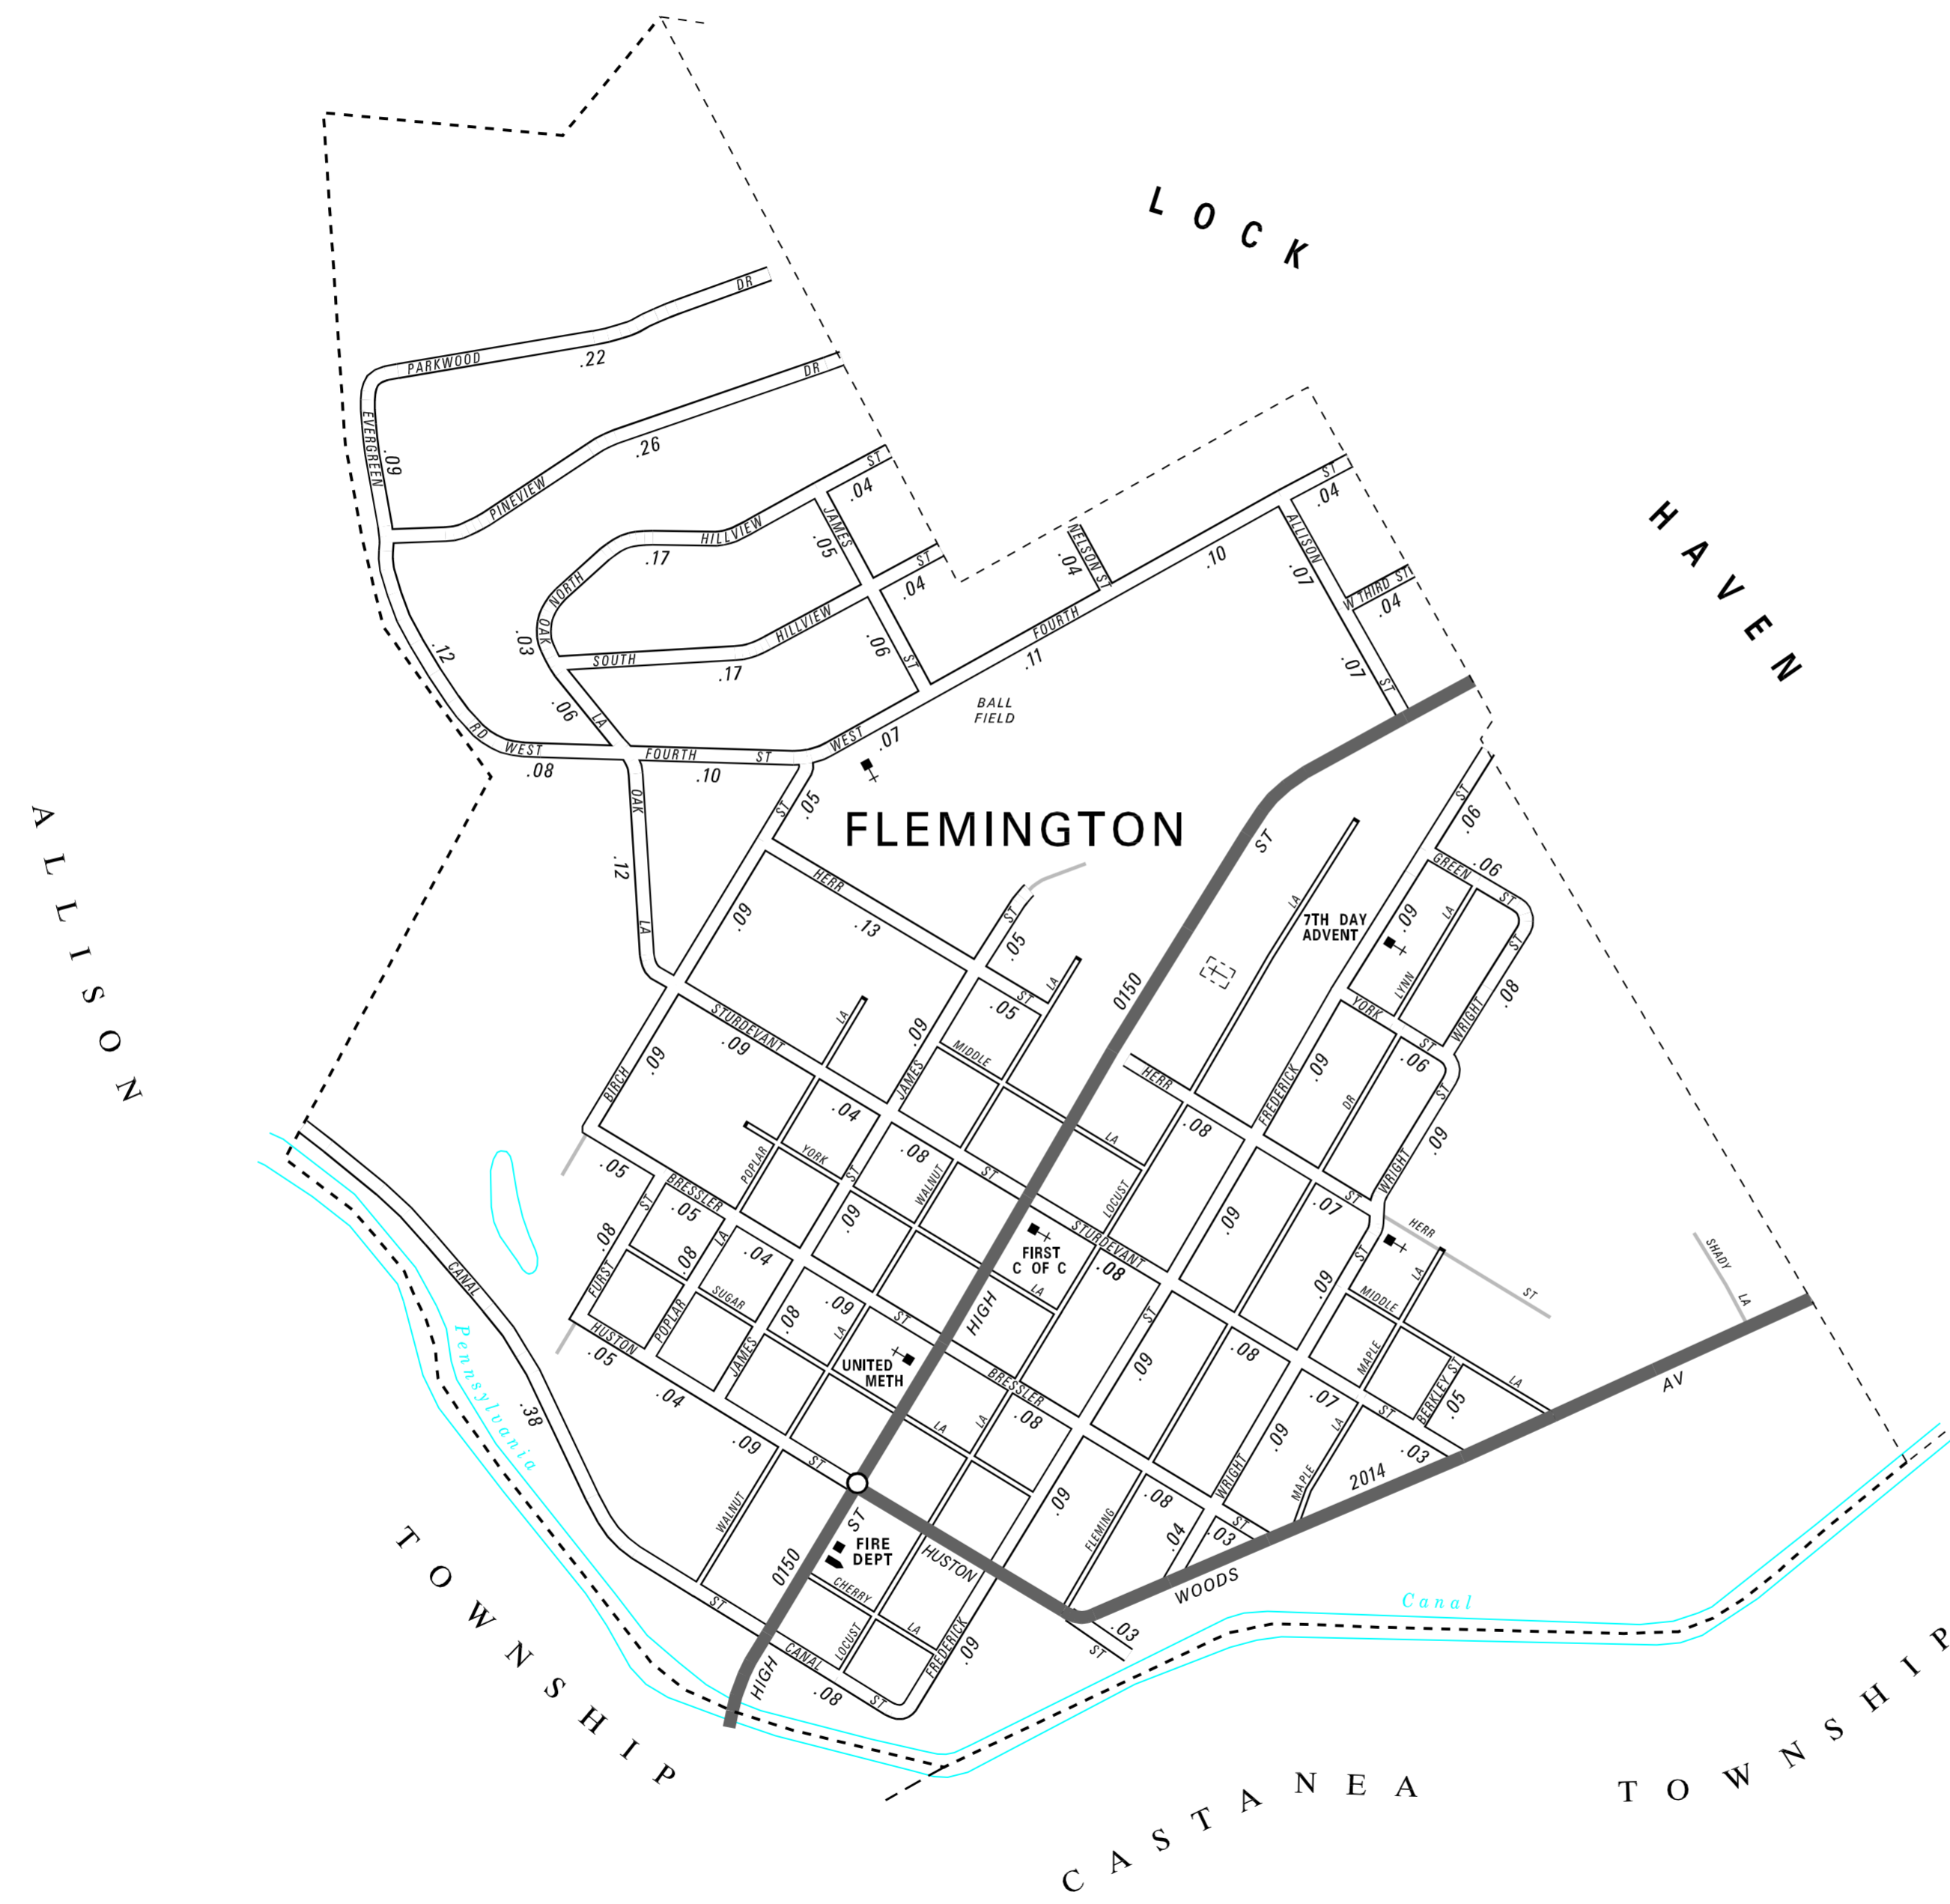 LOCK
HAVEN
DR
PARKWOOD
.22
DR
EVERGREEN
.09
.26
PINEVIEW
ST
.04
JAMES
.05
HILLVIEW
.17
NORTH
OAK
.03
ST
.04
HILLVIEW
.06
ST
SOUTH
.17
NELSON ST
.04
ST
.04
ALLISON
.10
.07
W THIRD ST
.04
FOURTH
.11
.07
ST
.12
RD
.06
LA
WEST
.08
FOURTH
ST
.10
WEST
.07
BALL
FIELD
OAK
ST
.05
FLEMINGTON
ST
ST
.06
.12
LA
HERR
.13
.09
ST
.05
LA
7TH DAY
ADVENT
GREEN
.06
ST
.09
LA
LYNN
ST
.08
WRIGHT
ALLISON
STURDEVANT
.09
LA
.09
ST
.05
LA
MIDDLE
0150
YORK
ST
.06
BIRCH
.09
JAMES
HERR
FREDERICK
.09
DR
ST
.09
.04
YORK
POPLAR
ST
.08
WALNUT
ST
LA
.08
LOCUST
WRIGHT
ST
.07
.05
BRESSLER
ST
.05
.08
.08
LA
.04
.09
STURDEVANT
.08
FIRST
C OF C
LA
.09
HERR
ST
ST
.09
LA
MIDDLE
SHADY
LA
CANAL
FURST
SUGAR
.09
.08
LA
ST
HIGH
ST
POPLAR
HUSTON
.05
JAMES
UNITED
METH
BRESSLER
.08
.09
.08
MAPLE
BERKLEY ST
.05
LA
AV
.04
.07
ST
.03
LA
LA
.09
LA
MAPLE
2014
Pennsylvania
.38
.09
ST
WALNUT
WRIGHT
.09
.08
FLEMING
.04
ST
.03
ST
FIRE
DEPT
0150
HUSTON
WOODS
CHERRY
LA
LOCUST
FREDERICK
.09
ST
CANAL
.08
ST
HIGH
.03
ST
Canal
TOWNSHIP
CASTANEA TOWNSHIP